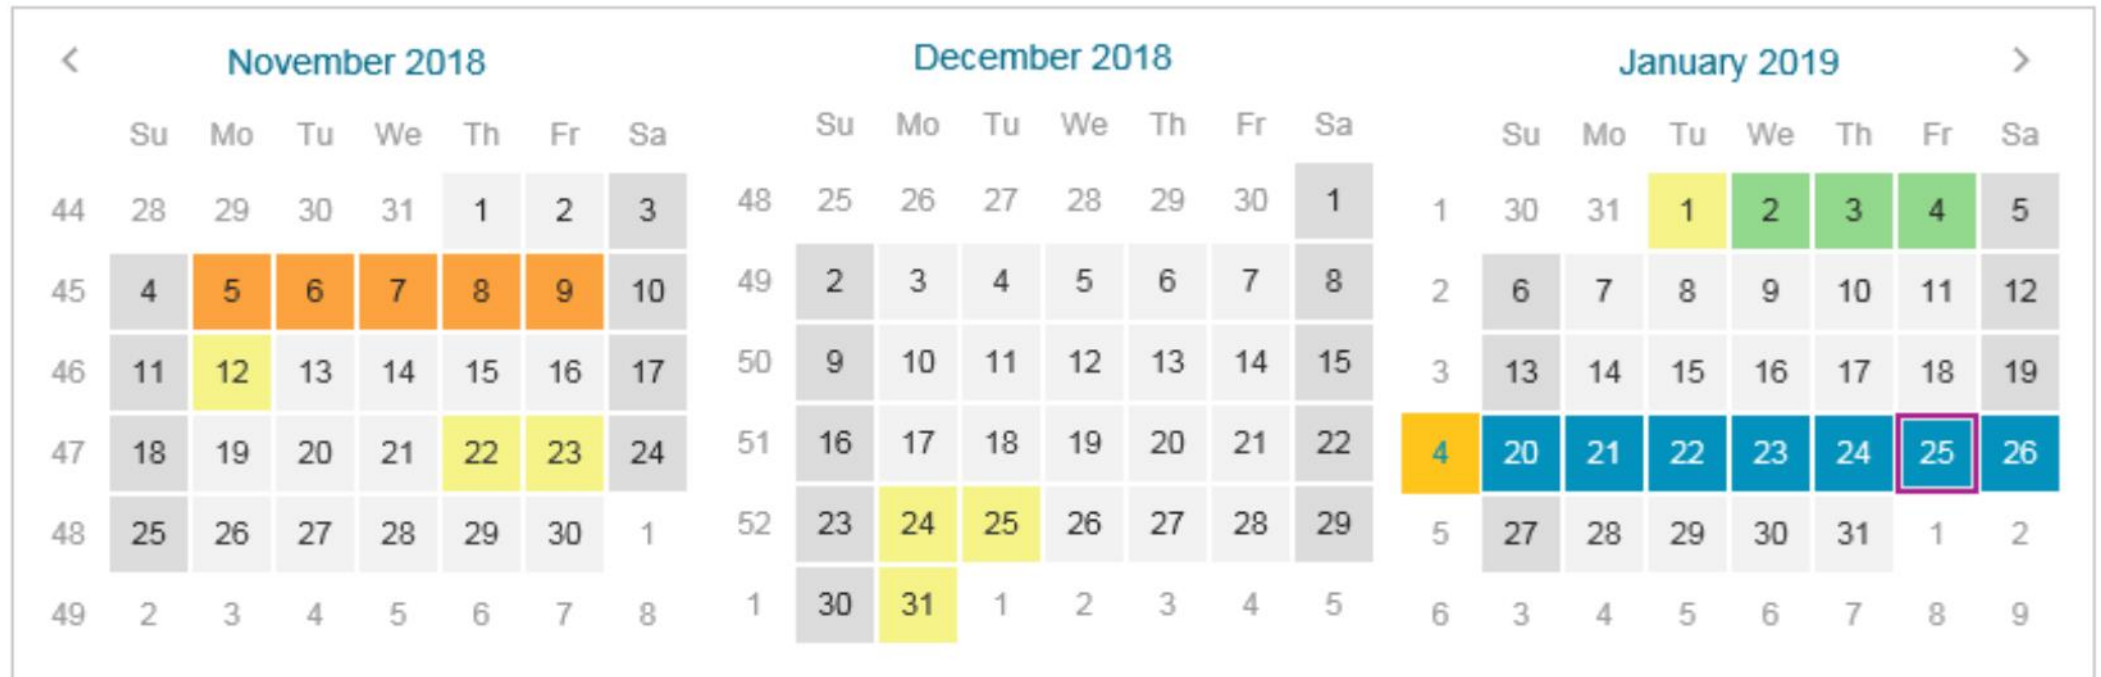 < November 2018
Su Mo Tu We Th Fr Sa
44 28 29 30 31 1 2 3
45 4 5 6 7 8 9 10
46 11 12 13 14 15 16 17
47 18 19 20 21 22 23 24
48 25 26 27 28 29 30 1
49 2 3 4 5 6 7 8
December 2018
Su Mo Tu We Th Fr Sa
48 25 26 27 28 29 30 1
49 2 3 4 5 6 7 8
50 9 10 11 12 13 14 15
51 16 17 18 19 20 21 22
52 23 24 25 26 27 28 29
1 30 31 1 2 3 4 5
January 2019 >
Su Mo Tu We Th Fr Sa
1 30 31 1 2 3 4 5
2 6 7 8 9 10 11 12
3 13 14 15 16 17 18 19
4 20 21 22 23 24 25 26
5 27 28 29 30 31 1 2
6 3 4 5 6 7 8 9